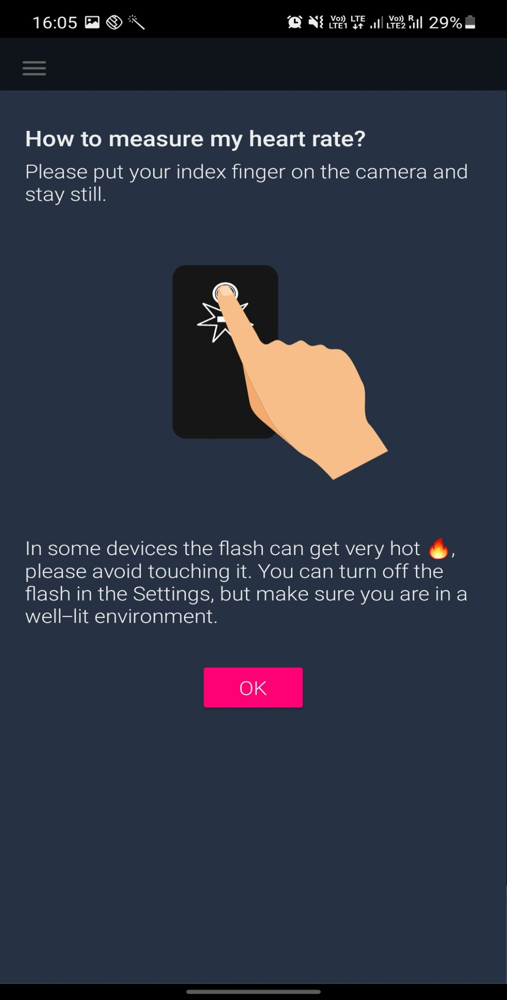 16:05 Vo)) LTE1 LTE Vo)) LTE2 R 29%
How to measure my heart rate?
Please put your index finger on the camera and
stay still.
In some devices the flash can get very hot 🔥,
please avoid touching it. You can turn off the
flash in the Settings, but make sure you are in a
well–lit environment.
OK